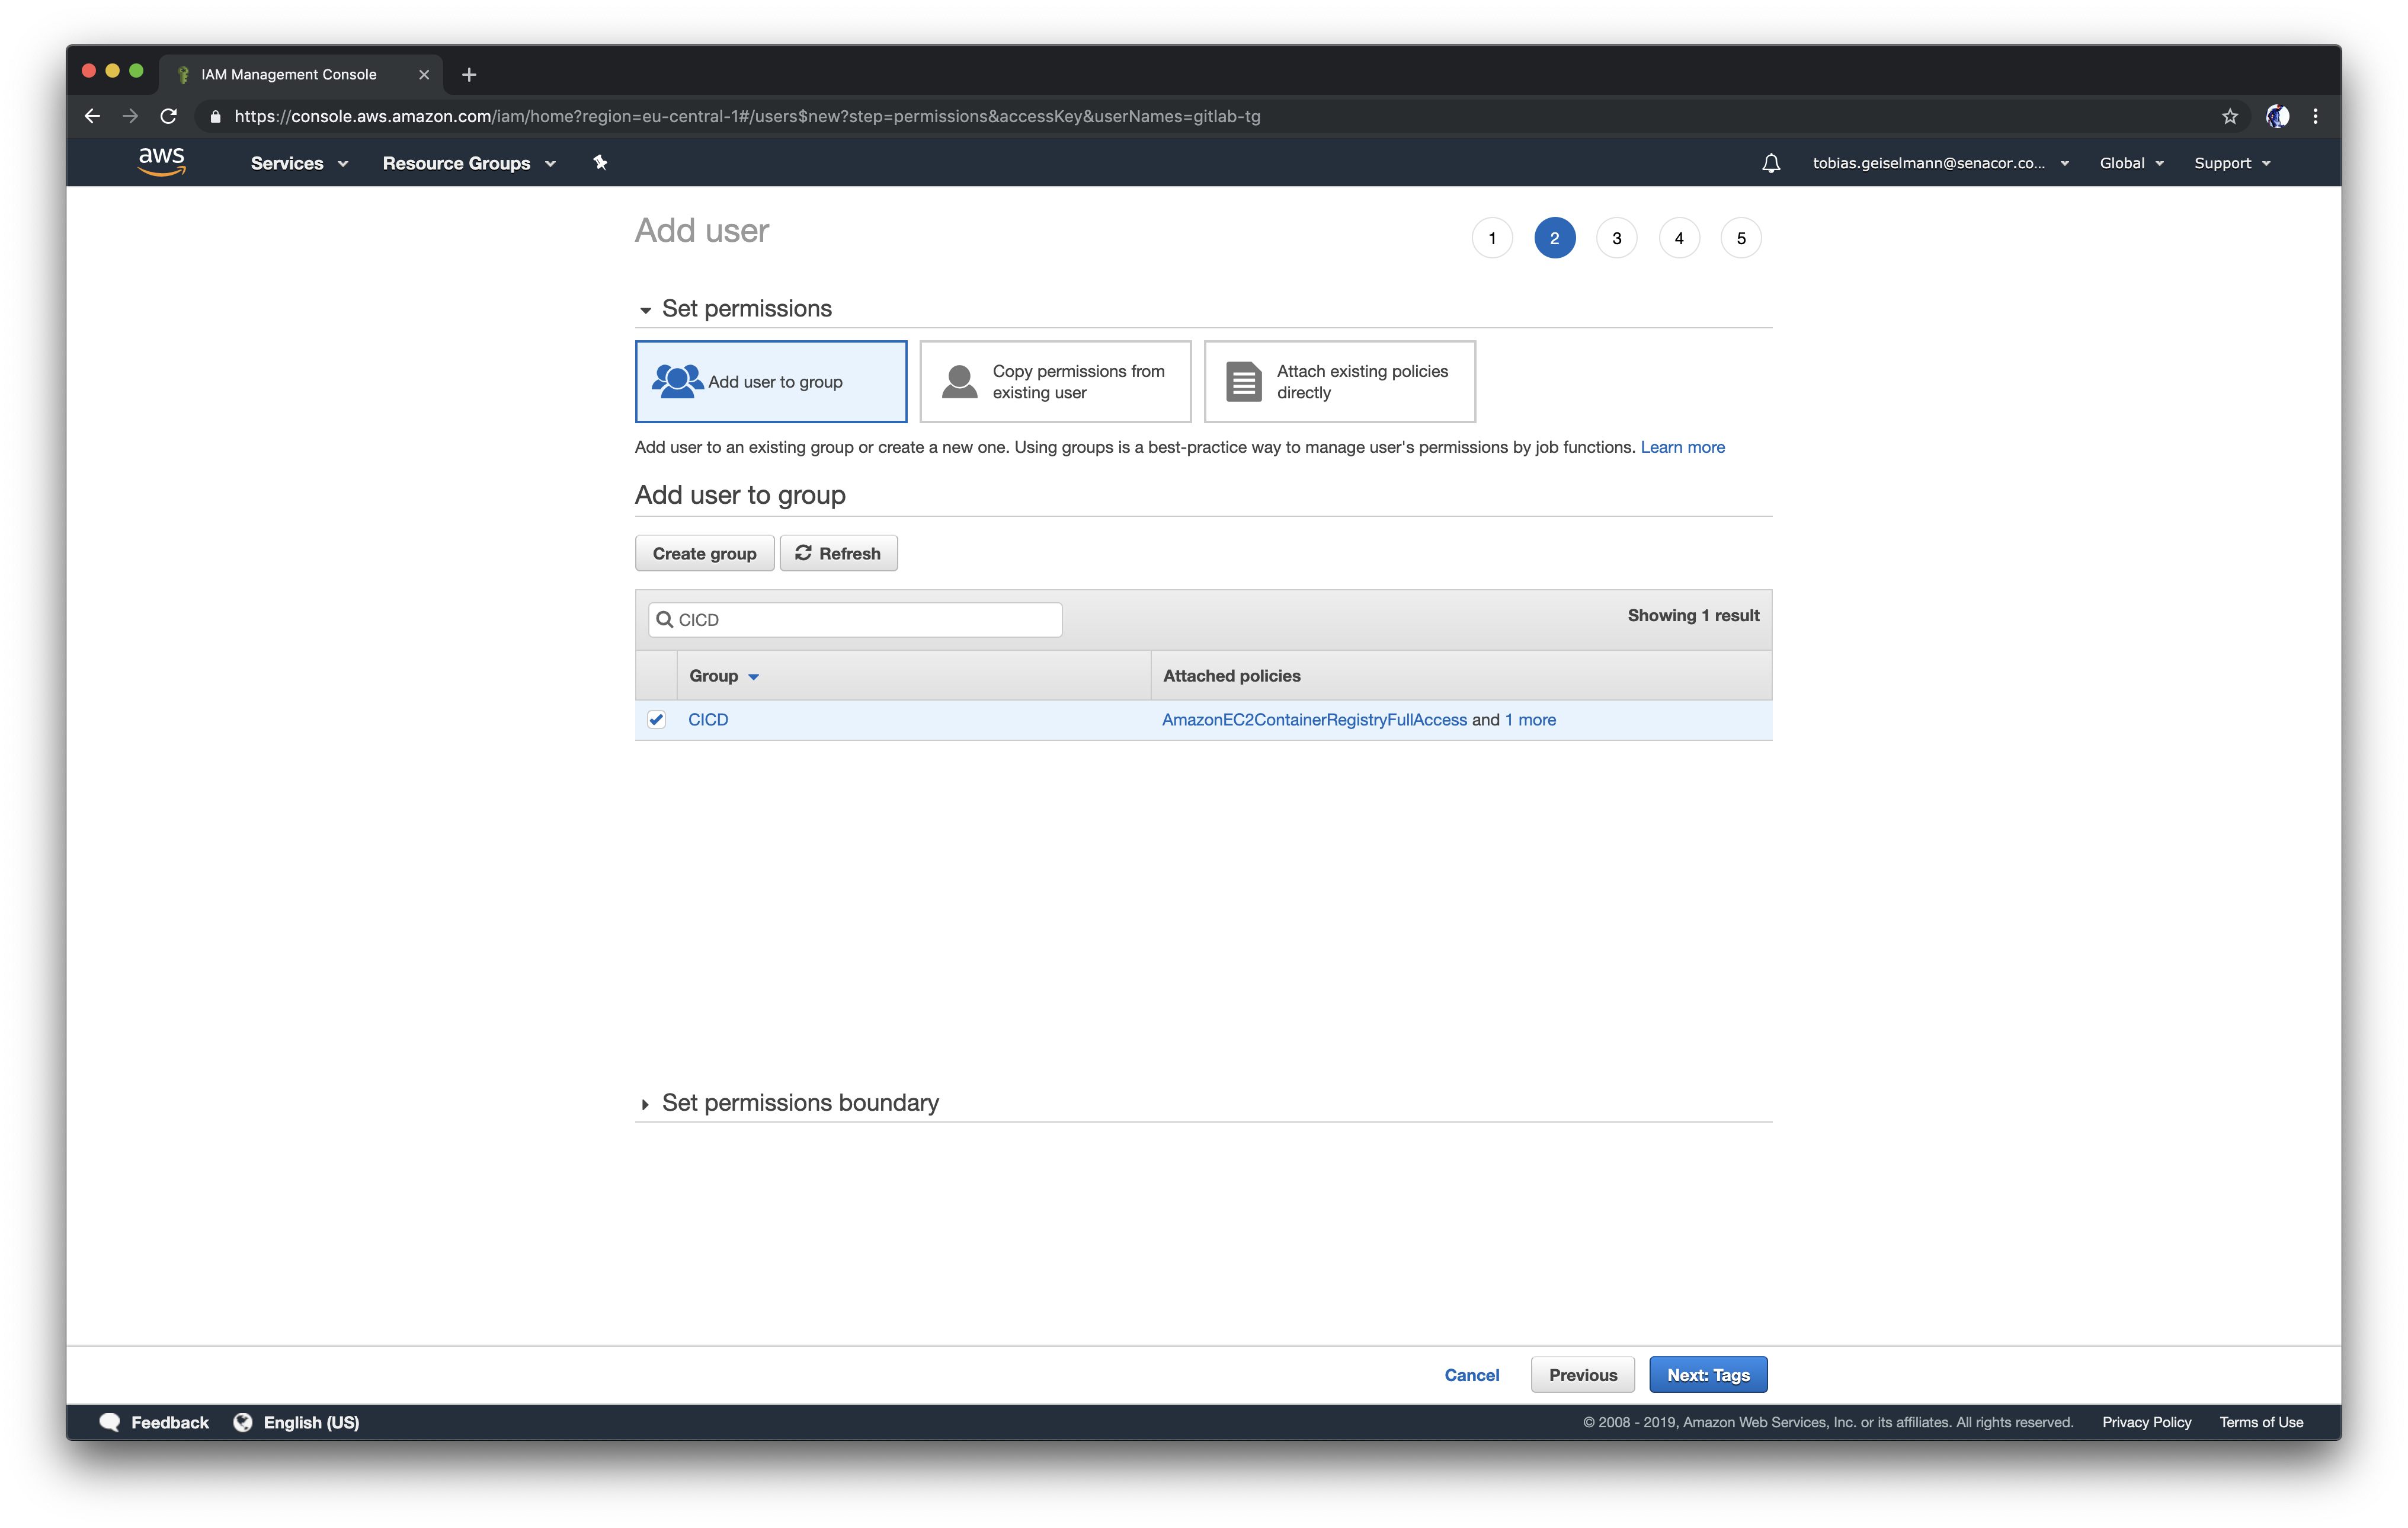 IAM Management Console
https://console.aws.amazon.com/iam/home?region=eu-central-1#/users$new?step=permissions&accessKey&userNames=gitlab-tg
aws Services Resource Groups tobias.geiselmann@senacor.co... Global Support
Add user 1 2 3 4 5
Set permissions
Add user to group
Copy permissions from
existing user
Attach existing policies
directly
Add user to an existing group or create a new one. Using groups is a best-practice way to manage user's permissions by job functions. Learn more
Add user to group
Create group Refresh
CICD Showing 1 result
Group Attached policies
CICD AmazonEC2ContainerRegistryFullAccess and 1 more
Set permissions boundary
Cancel Previous Next: Tags
Feedback English (US) © 2008 - 2019, Amazon Web Services, Inc. or its affiliates. All rights reserved. Privacy Policy Terms of Use